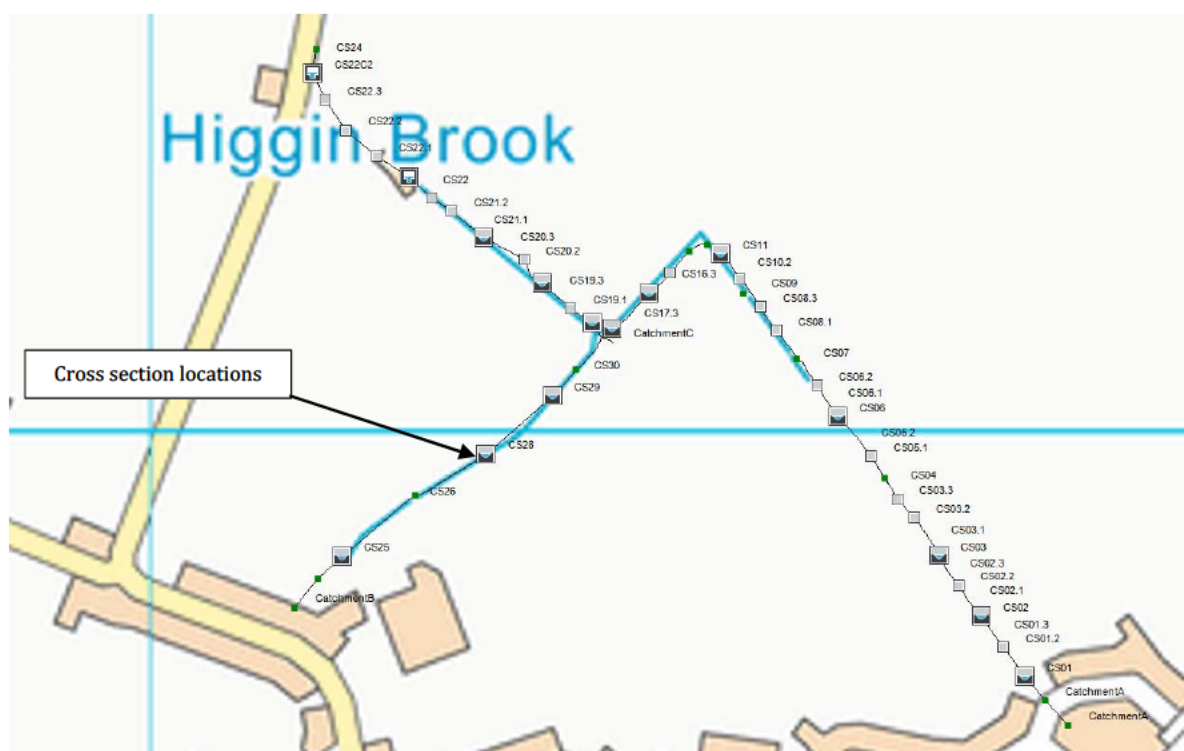 CS24
CS22C2
CS22.3
CS22.2
Higgin Brook
CS22.1
CS22
CS21.2
CS21.1
CS20.3
CS20.2
CS19.3
CS19.1
CS11
CS10.2
CS16.3
CS09
CS08.3
CS17.3
CS08.1
CatchmentC
CS07
CS30
Cross section locations
CS06.2
CS29
CS06.1
CS06
CS05.2
CS28
CS05.1
CS04
CS26
CS03.3
CS03.2
CS03.1
CS25
CS03
CS02.3
CS02.2
CS02.1
CatchmentB
CS02
CS01.3
CS01.2
CS01
CatchmentA
CatchmentA